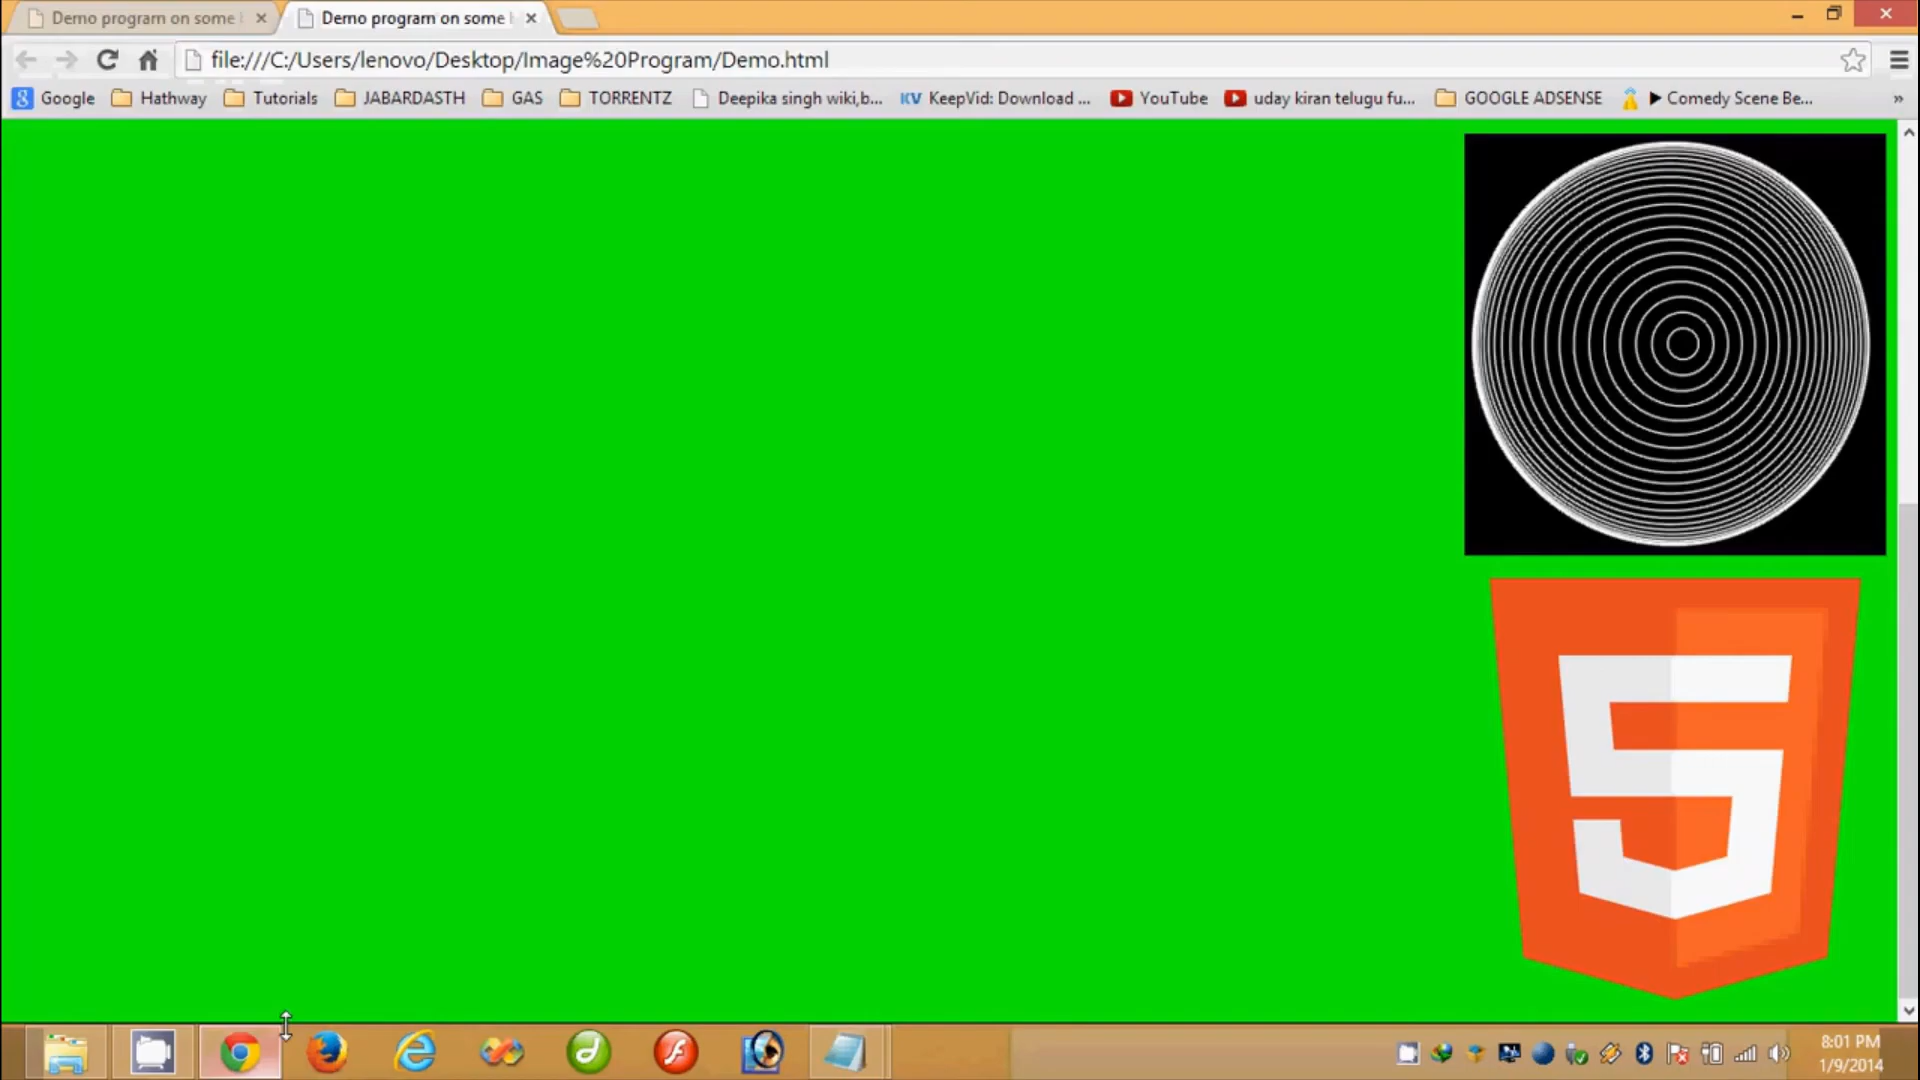 Demo program on some
Demo program on some
file:///C:/Users/lenovo/Desktop/Image%20Program/Demo.html
Google Hathway Tutorials JABARDASTH GAS TORRENTZ Deepika singh wiki,b... KV KeepVid: Download ... YouTube uday kiran telugu fu... GOOGLE ADSENSE ▶ Comedy Scene Be... »
5
8:01 PM
1/9/2014